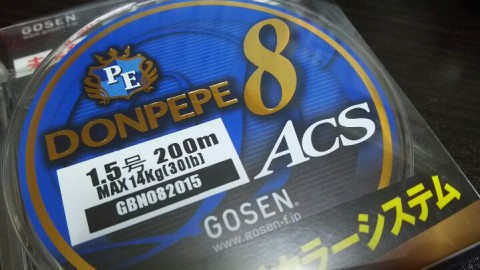 GOSEN
PE
DONPEPE 8
ACS
1.5号 200m
MAX 14Kg(30lb)
GBN082015
GOSEN
www.gosen-f.jp
カラーシステム